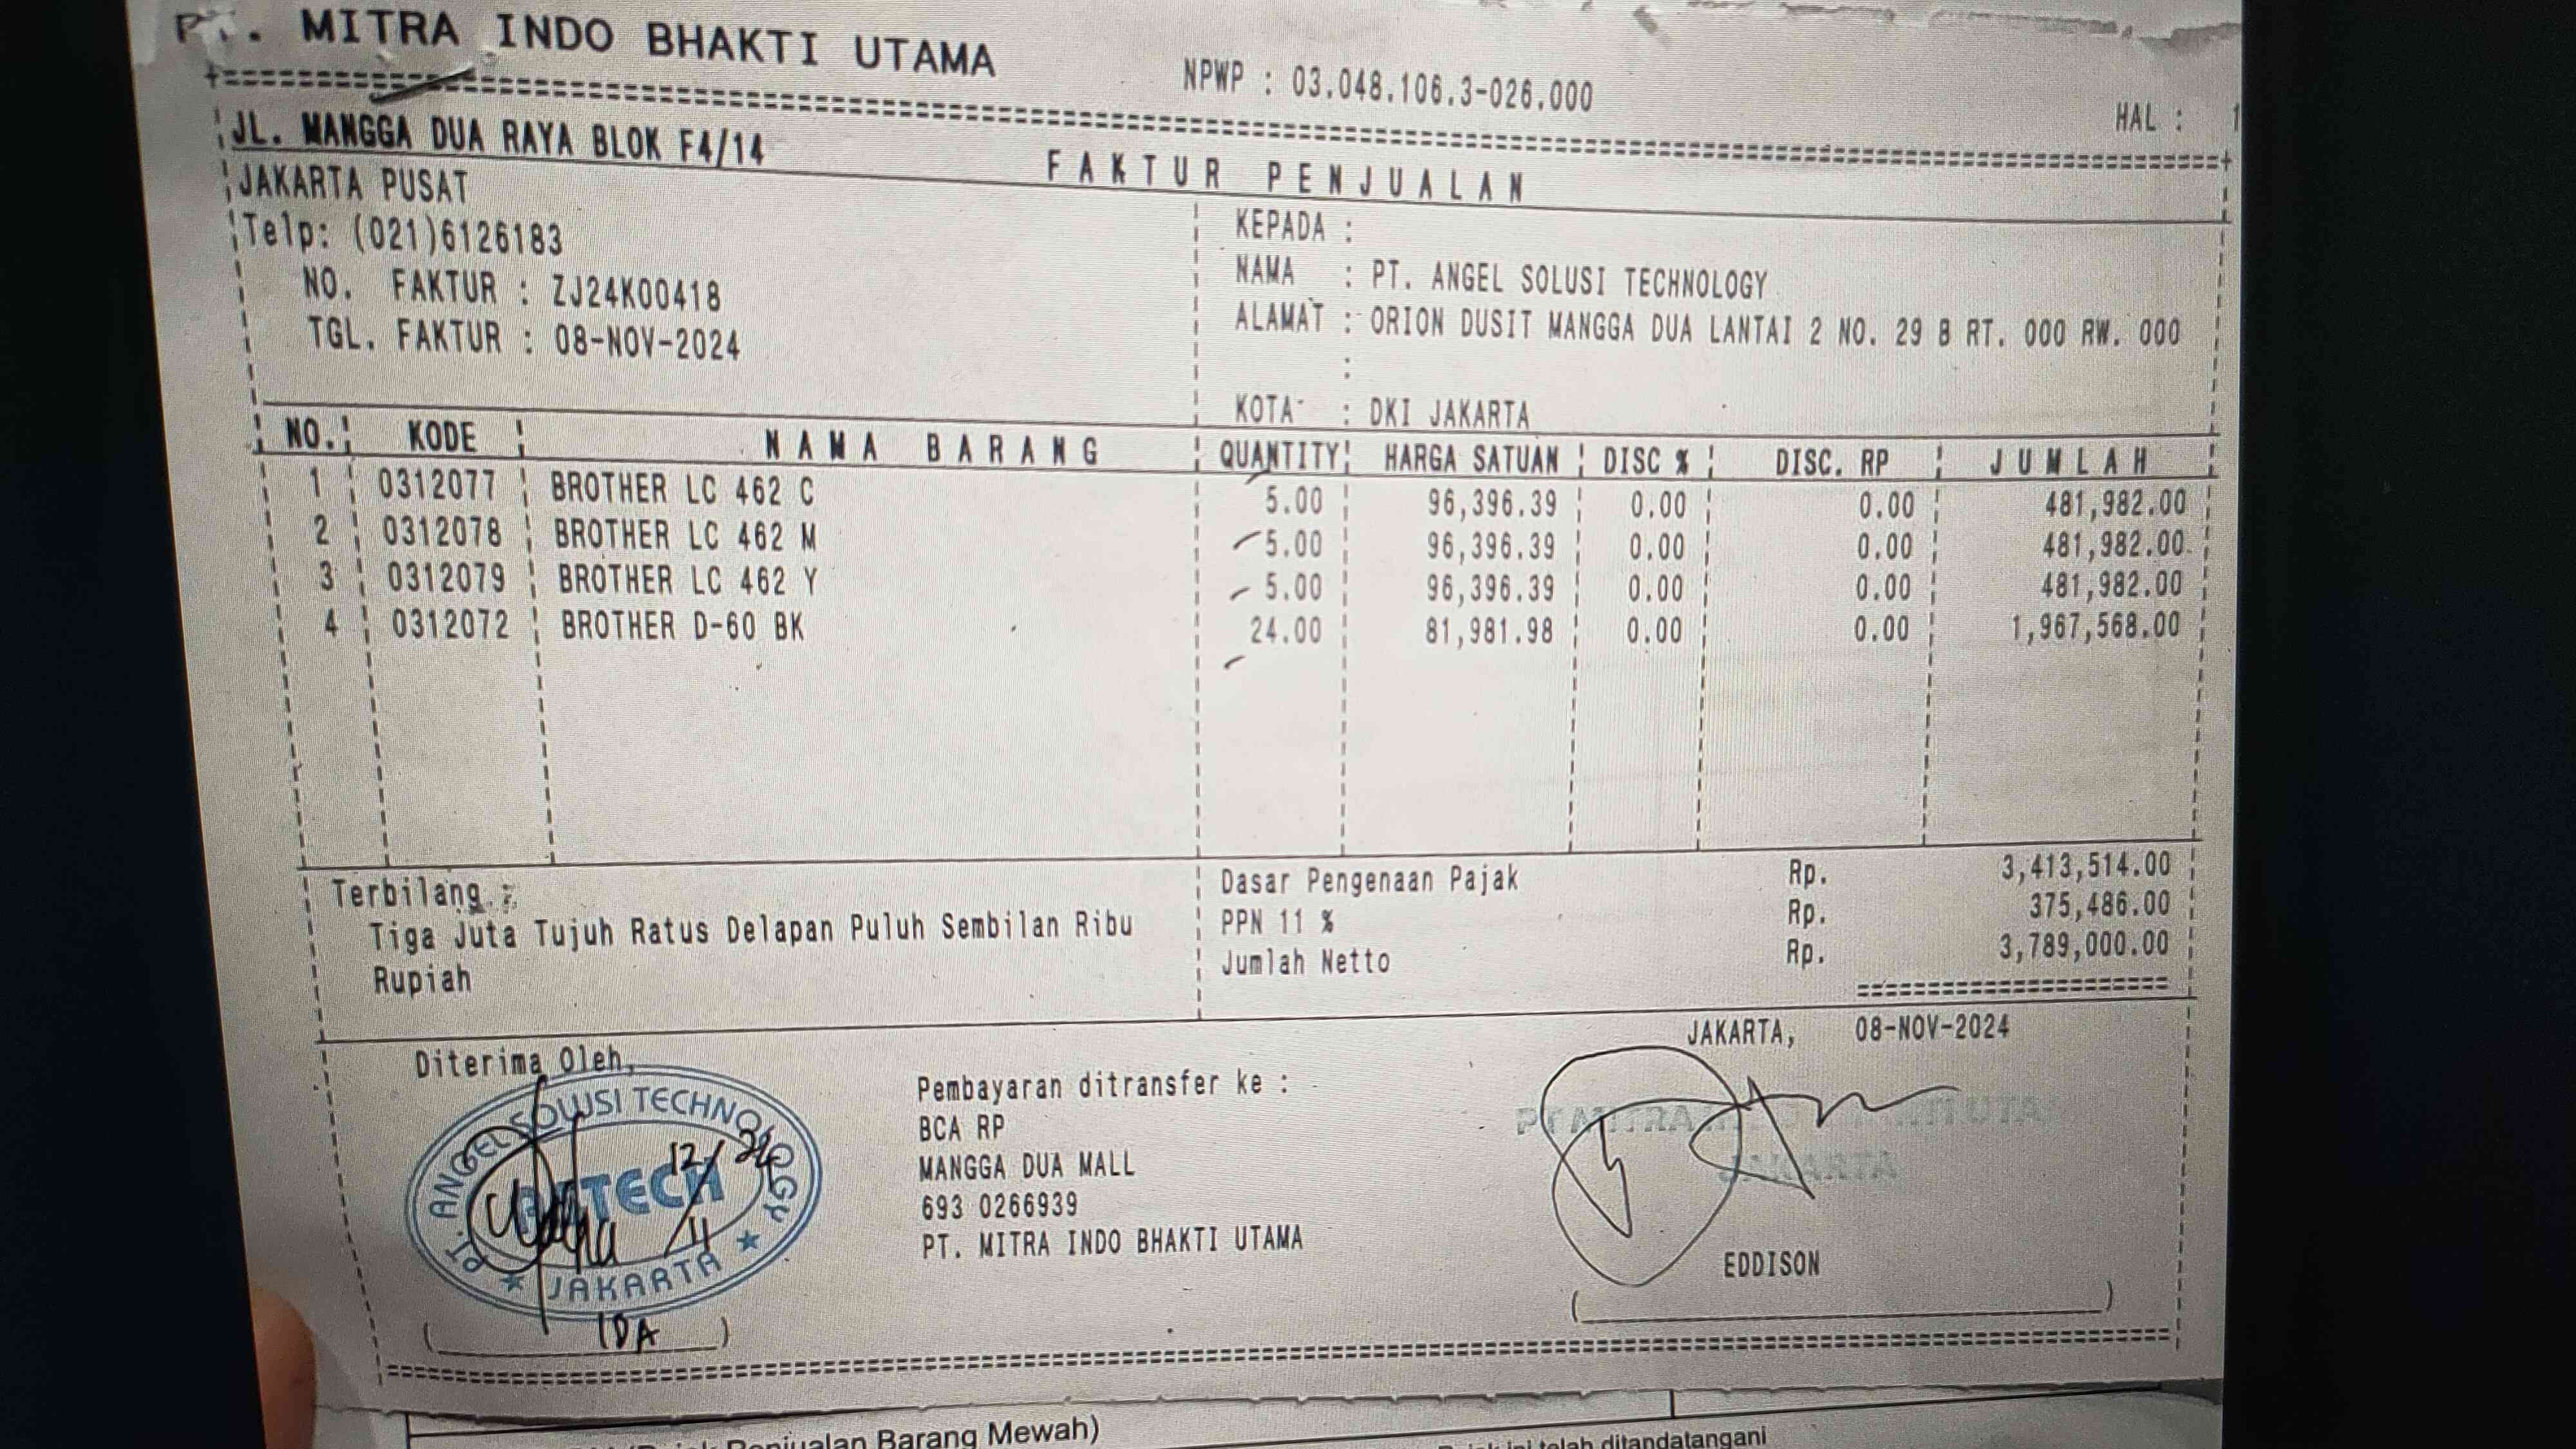 PT. MITRA INDO BHAKTI UTAMA
NPWP : 03.048.106.3-026.000
HAL : 1
JL. MANGGA DUA RAYA BLOK F4/14
JAKARTA PUSAT
Telp: (021)6126183
NO. FAKTUR : ZJ24K00418
TGL. FAKTUR : 08-NOV-2024
FAKTUR PENJUALAN
KEPADA :
NAMA : PT. ANGEL SOLUSI TECHNOLOGY
ALAMAT : ORION DUSIT MANGGA DUA LANTAI 2 NO. 29 B RT. 000 RW. 000
:
KOTA : DKI JAKARTA
NO. KODE NAMA BARANG QUANTITY HARGA SATUAN DISC % DISC. RP JUMLAH
1 0312077 BROTHER LC 462 C 5.00 96,396.39 0.00 0.00 481,982.00
2 0312078 BROTHER LC 462 M 5.00 96,396.39 0.00 0.00 481,982.00
3 0312079 BROTHER LC 462 Y 5.00 96,396.39 0.00 0.00 481,982.00
4 0312072 BROTHER D-60 BK 24.00 81,981.98 0.00 0.00 1,967,568.00
Terbilang :
Tiga Juta Tujuh Ratus Delapan Puluh Sembilan Ribu
Rupiah
Dasar Pengenaan Pajak Rp. 3,413,514.00
PPN 11 % Rp. 375,486.00
Jumlah Netto Rp. 3,789,000.00
JAKARTA, 08-NOV-2024
Diterima Oleh,
PT. ANGEL SOLUSI TECHNOLOGY
JAKARTA
IDA
Pembayaran ditransfer ke :
BCA RP
MANGGA DUA MALL
693 0266939
PT. MITRA INDO BHAKTI UTAMA
JAKARTA
EDDISON
Penjualan Barang Mewah)
ini telah ditandatangani